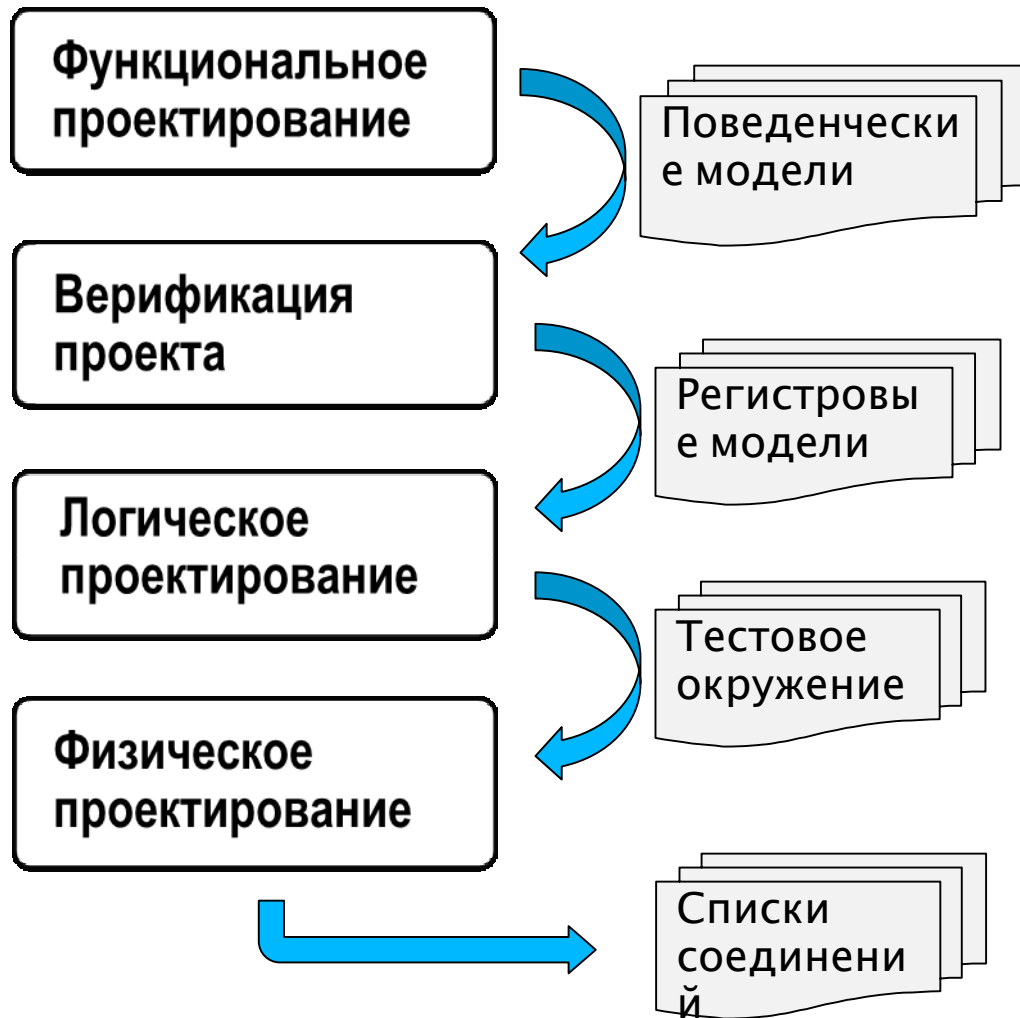 Функциональное
проектирование
Поведенчески
е модели
Верификация
проекта
Регистровы
е модели
Логическое
проектирование
Тестовое
окружение
Физическое
проектирование
Списки
соединени
й